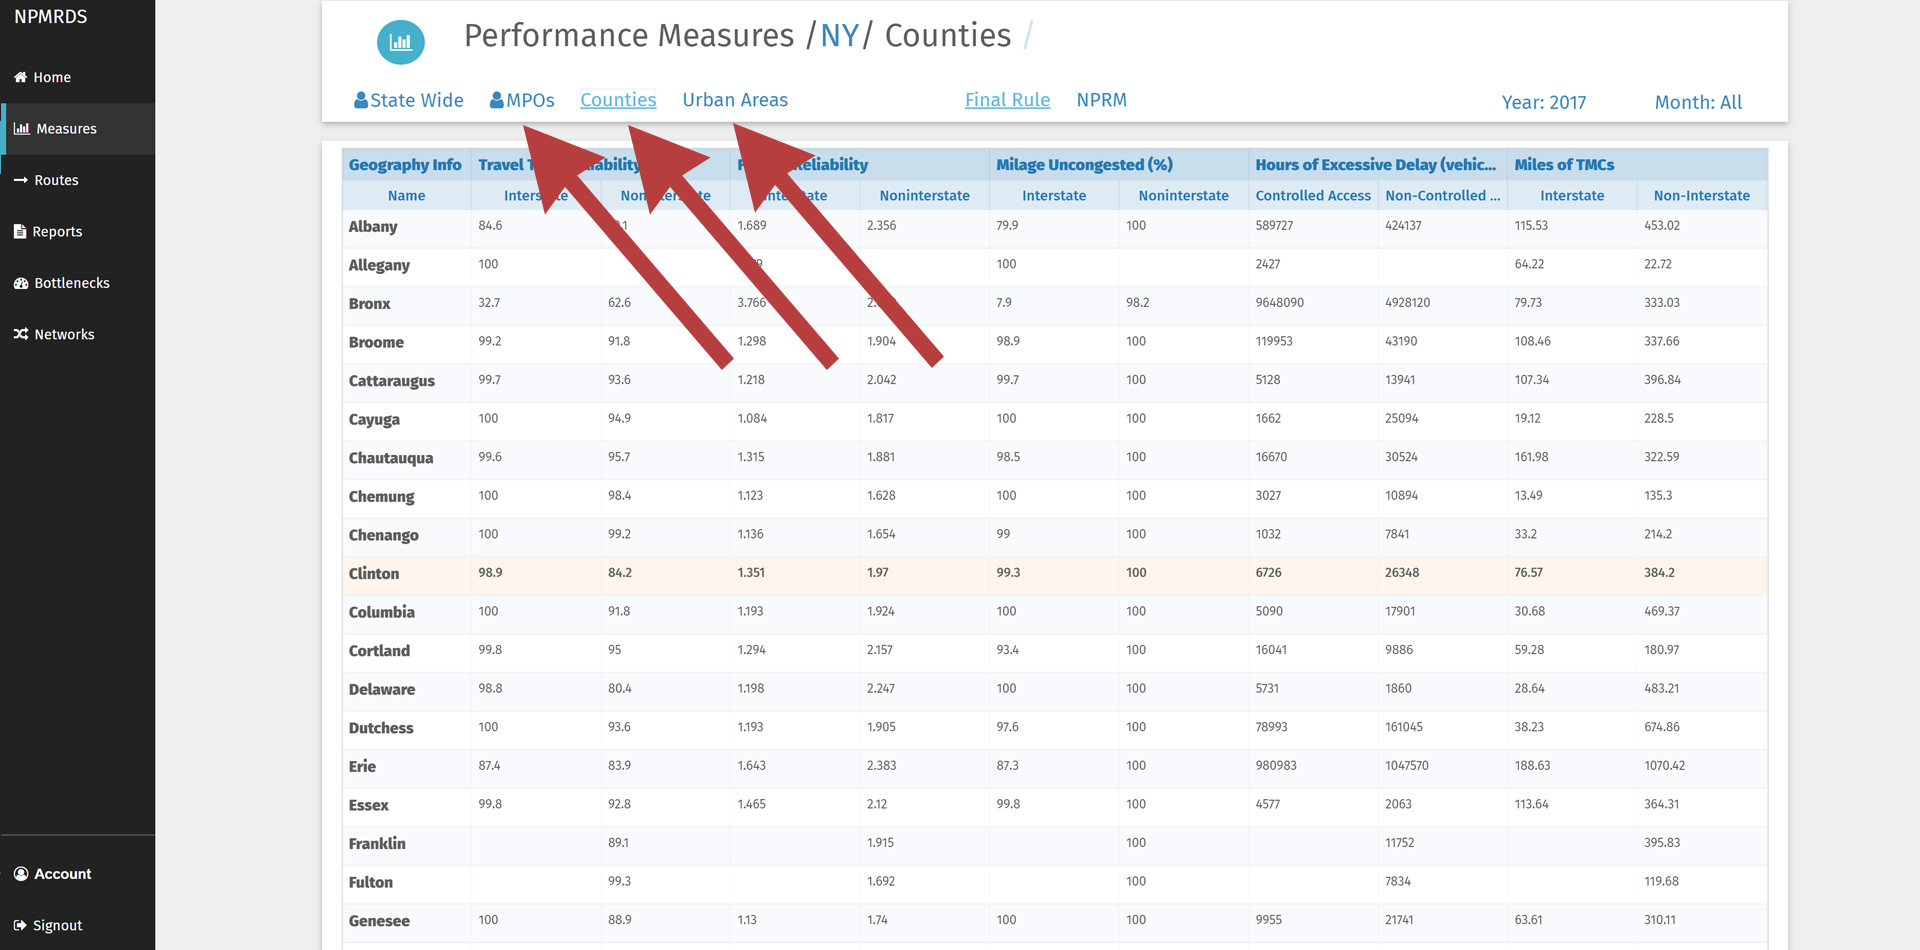 NPMRDS
Home
Measures
Routes
Reports
Bottlenecks
Networks
Account
Signout
Performance Measures /NY/ Counties /
State Wide MPOs Counties Urban Areas Final Rule NPRM Year: 2017 Month: All
Geography Info Travel Milage Uncongested (%) Hours of Excessive Delay (vehic... Miles of TMCs
Name Noninterstate Interstate Noninterstate Controlled Access Non-Controlled ... Interstate Non-Interstate
Albany 84.6 1.689 2.356 79.9 100 589727 424137 115.53 453.02
Allegany 100 100 2427 64.22 22.72
Bronx 32.7 62.6 3.766 7.9 98.2 9648090 4928120 79.73 333.03
Broome 99.2 91.8 1.298 1.904 98.9 100 119953 43190 108.46 337.66
Cattaraugus 99.7 93.6 1.218 2.042 99.7 100 5128 13941 107.34 396.84
Cayuga 100 94.9 1.084 1.817 100 100 1662 25094 19.12 228.5
Chautauqua 99.6 95.7 1.315 1.881 98.5 100 16670 30524 161.98 322.59
Chemung 100 98.4 1.123 1.628 100 100 3027 10894 13.49 135.3
Chenango 100 99.2 1.136 1.654 99 100 1032 7841 33.2 214.2
Clinton 98.9 84.2 1.351 1.97 99.3 100 6726 26348 76.57 384.2
Columbia 100 91.8 1.193 1.924 100 100 5090 17901 30.68 469.37
Cortland 99.8 95 1.294 2.157 93.4 100 16041 9886 59.28 180.97
Delaware 98.8 80.4 1.198 2.247 100 100 5731 1860 28.64 483.21
Dutchess 100 93.6 1.193 1.905 97.6 100 78993 161045 38.23 674.86
Erie 87.4 83.9 1.643 2.383 87.3 100 980983 1047570 188.63 1070.42
Essex 99.8 92.8 1.465 2.12 99.8 100 4577 2063 113.64 364.31
Franklin 89.1 1.915 100 11752 395.83
Fulton 99.3 1.692 100 7834 119.68
Genesee 100 88.9 1.13 1.74 100 100 9955 21741 63.61 310.11